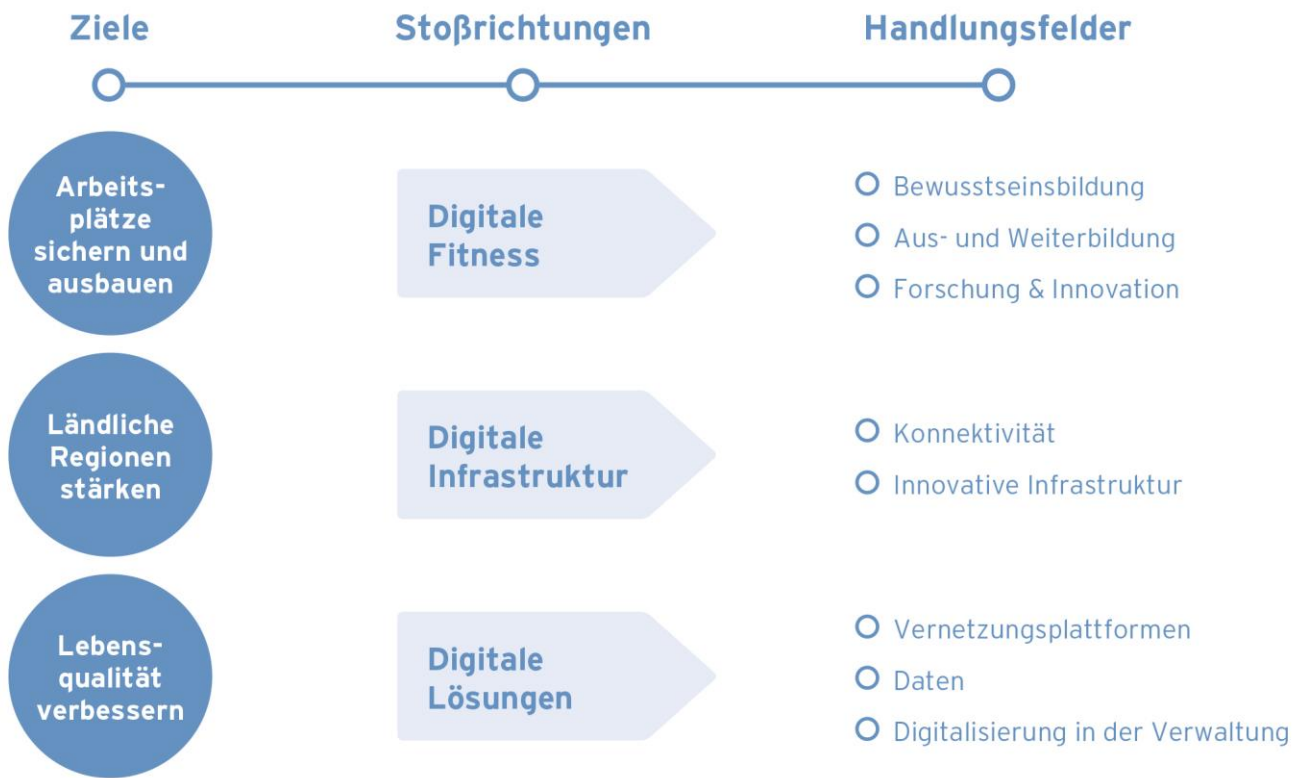 Ziele
Stoßrichtungen
Handlungsfelder
Arbeits-
plätze
sichern und
ausbauen
Digitale
Fitness
Bewusstseinsbildung
Aus- und Weiterbildung
Forschung & Innovation
Ländliche
Regionen
stärken
Digitale
Infrastruktur
Konnektivität
Innovative Infrastruktur
Lebens-
qualität
verbessern
Digitale
Lösungen
Vernetzungsplattformen
Daten
Digitalisierung in der Verwaltung